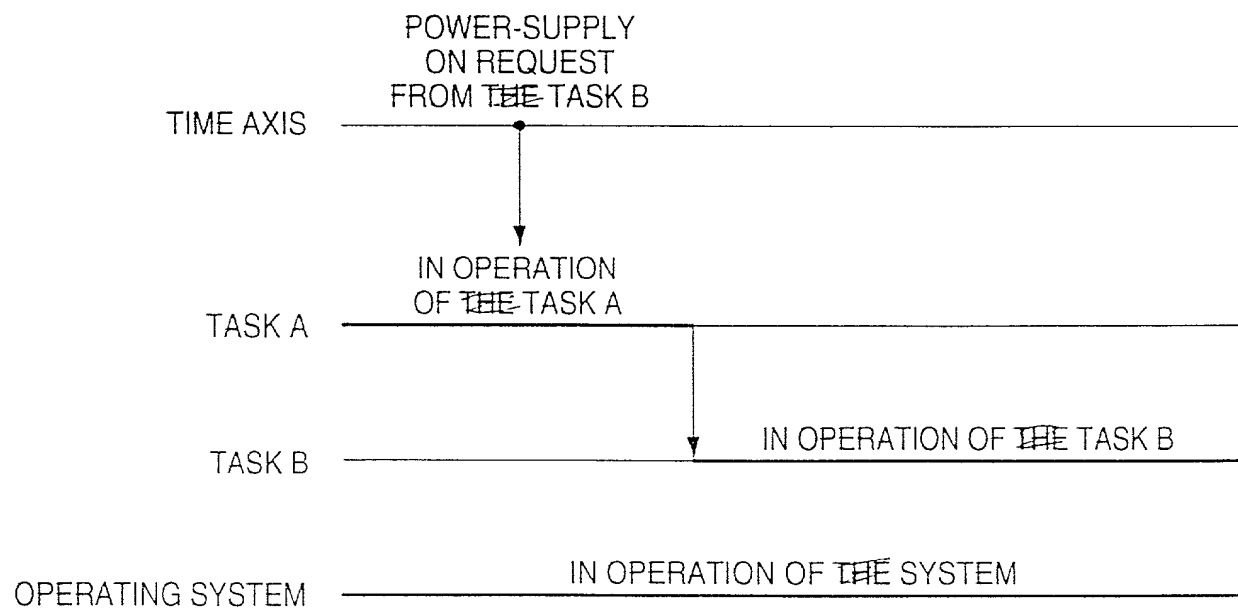 POWER-SUPPLY
ON REQUEST
FROM THE TASK B
TIME AXIS
IN OPERATION
OF THE TASK A
TASK A
IN OPERATION OF THE TASK B
TASK B
IN OPERATION OF THE SYSTEM
OPERATING SYSTEM